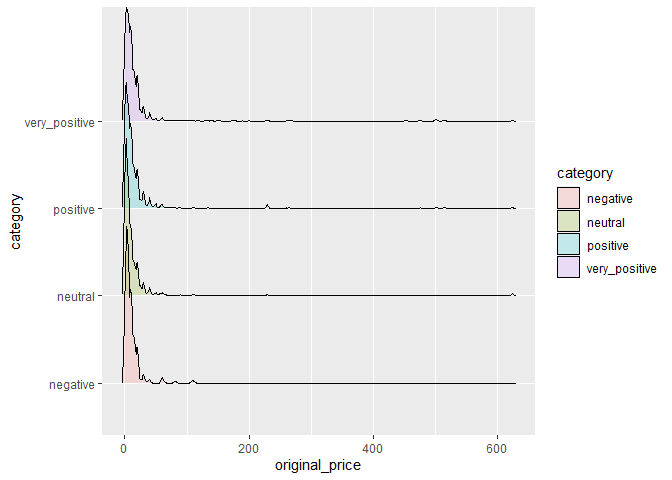 very_positive
positive
neutral
negative
category
0
200
400
600
original_price
category
negative
neutral
positive
very_positive